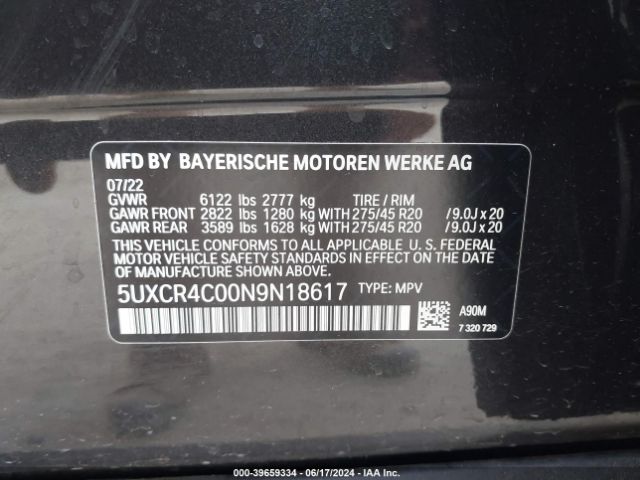 MFD BY BAYERISCHE MOTOREN WERKE AG
07/22
GVWR 6122 lbs 2777 kg TIRE / RIM
GAWR FRONT 2822 lbs 1280 kg WITH 275/45 R20 / 9.0J x 20
GAWR REAR 3589 lbs 1628 kg WITH 275/45 R20 / 9.0J x 20
THIS VEHICLE CONFORMS TO ALL APPLICABLE U. S. FEDERAL
MOTOR VEHICLE SAFETY STANDARDS IN EFFECT ON
THE DATE OF MANUFACTURE SHOWN ABOVE.
5UXCR4C00N9N18617 TYPE: MPV
A90M
7 320 729
000-39659334 - 06/17/2024 - IAA Inc.